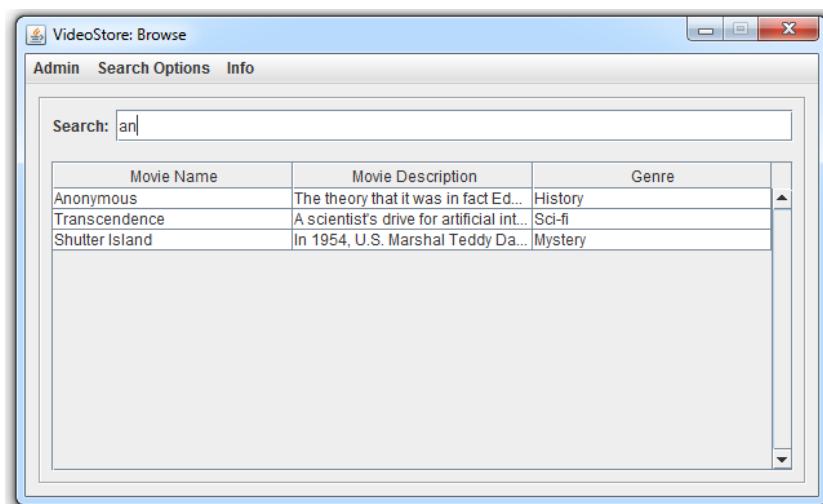 VideoStore: Browse
Admin Search Options Info
Search: an
Movie Name Movie Description Genre
Anonymous The theory that it was in fact Ed... History
Transcendence A scientist's drive for artificial int... Sci-fi
Shutter Island In 1954, U.S. Marshal Teddy Da... Mystery